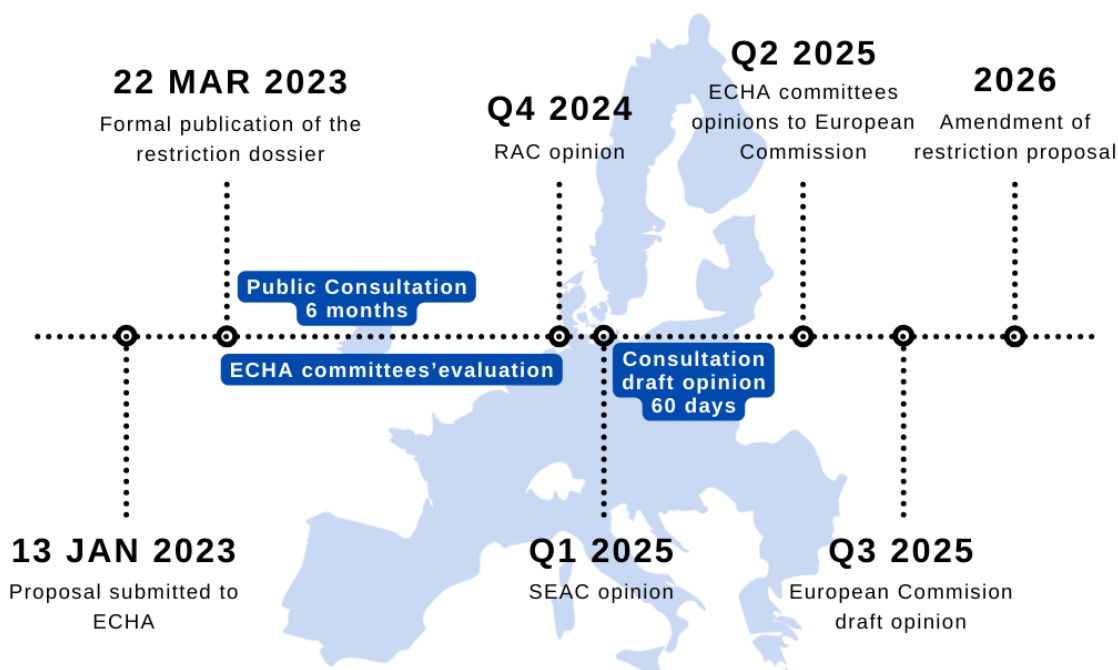 22 MAR 2023
Formal publication of the
restriction dossier
Q4 2024
RAC opinion
Q2 2025
ECHA committees
opinions to European
Commission
2026
Amendment of
restriction proposal
Public Consultation
6 months
ECHA committees’evaluation
Consultation
draft opinion
60 days
13 JAN 2023
Proposal submitted to
ECHA
Q1 2025
SEAC opinion
Q3 2025
European Commision
draft opinion